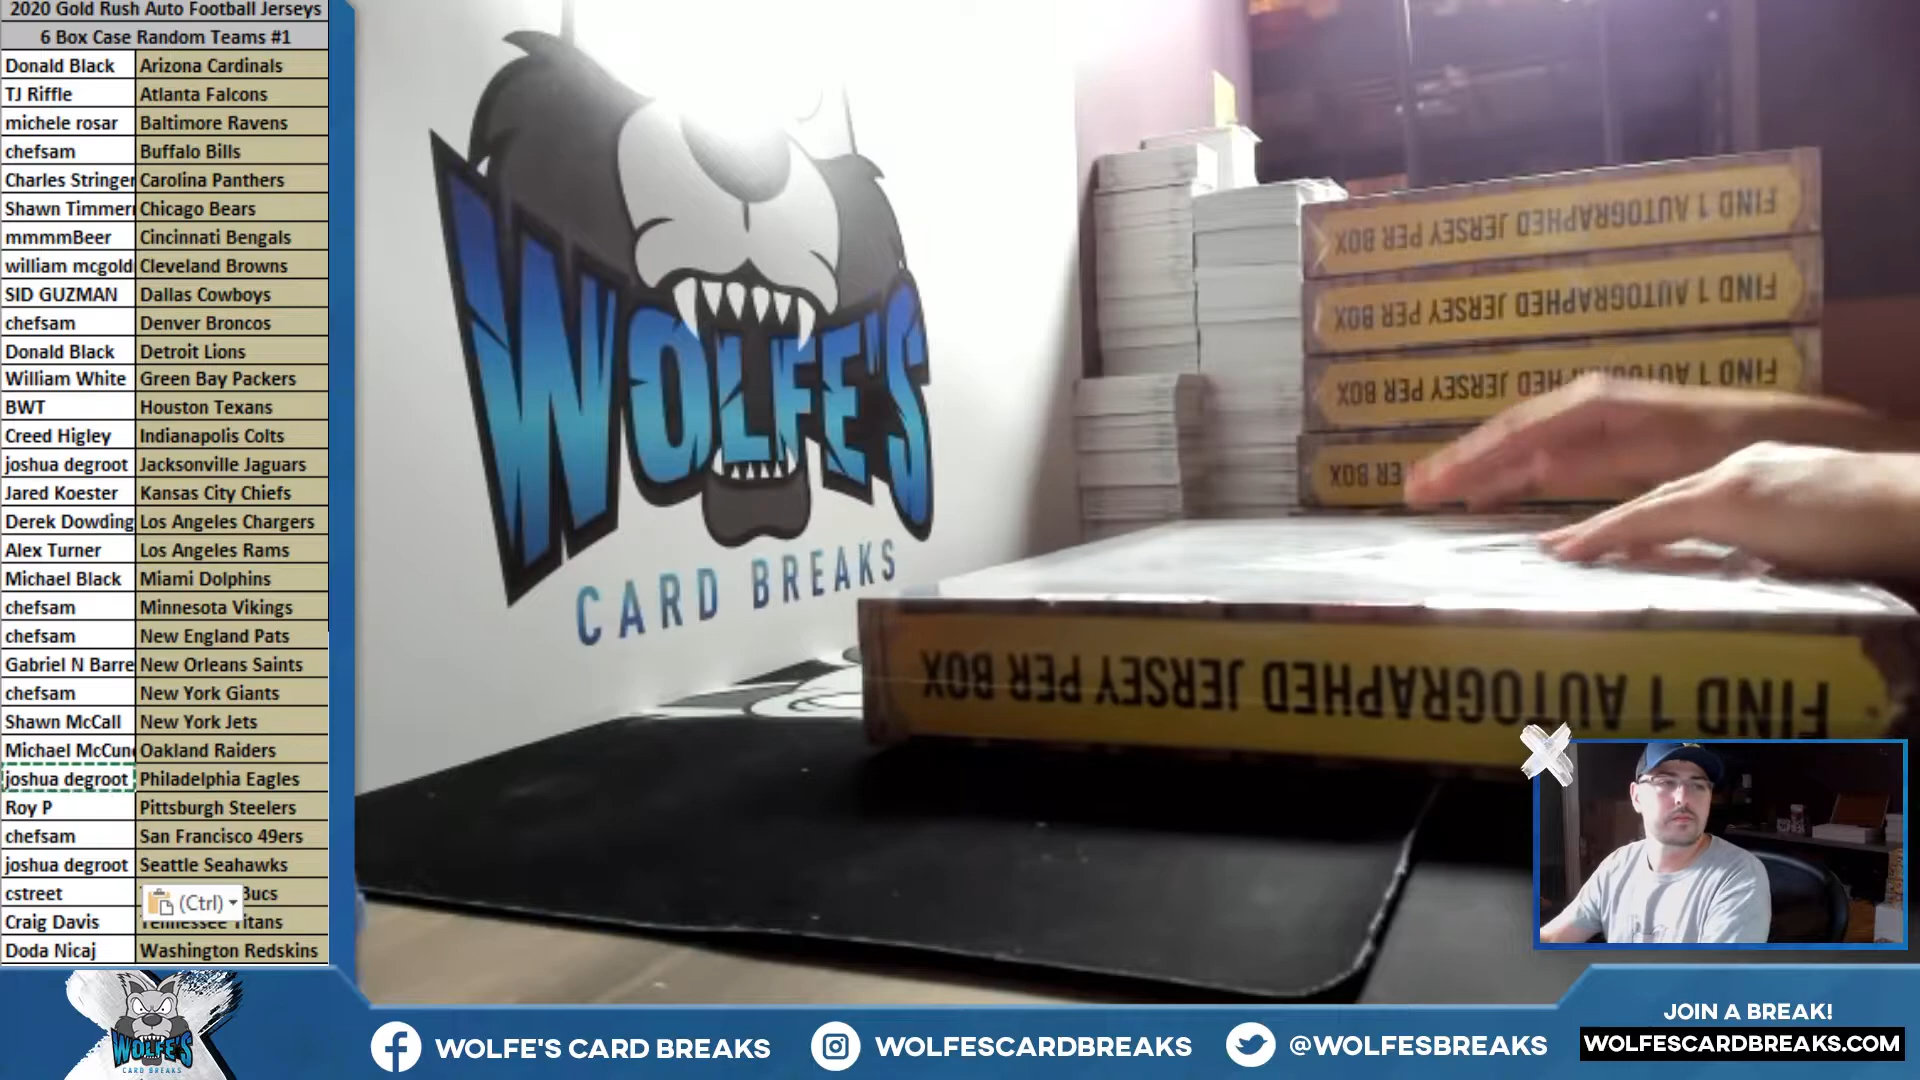 2020 Gold Rush Auto Football Jerseys
6 Box Case Random Teams #1
Donald Black Arizona Cardinals
TJ Riffle Atlanta Falcons
michele rosar Baltimore Ravens
chefsam Buffalo Bills
Charles Stringer Carolina Panthers
Shawn Timmer Chicago Bears
mmmmBeer Cincinnati Bengals
william mcgold Cleveland Browns
SID GUZMAN Dallas Cowboys
chefsam Denver Broncos
Donald Black Detroit Lions
William White Green Bay Packers
BWT Houston Texans
Creed Higley Indianapolis Colts
joshua degroot Jacksonville Jaguars
Jared Koester Kansas City Chiefs
Derek Dowding Los Angeles Chargers
Alex Turner Los Angeles Rams
Michael Black Miami Dolphins
chefsam Minnesota Vikings
chefsam New England Pats
Gabriel N Barre New Orleans Saints
chefsam New York Giants
Shawn McCall New York Jets
Michael McCun Oakland Raiders
joshua degroot Philadelphia Eagles
Roy P Pittsburgh Steelers
chefsam San Francisco 49ers
joshua degroot Seattle Seahawks
cstreet Bucs
(Ctrl)
Craig Davis Tennessee Titans
Doda Nicaj Washington Redskins
WOLFE'S
CARD BREAKS
FIND 1 AUTOGRAPHED JERSEY PER BOX
FIND 1 AUTOGRAPHED JERSEY PER BOX
FIND 1 AUTOGRAPHED JERSEY PER BOX
PER BOX
FIND 1 AUTOGRAPHED JERSEY PER BOX
WOLFE'S
CARD BREAKS
WOLFE'S CARD BREAKS
WOLFESCARDBREAKS
@WOLFESBREAKS
JOIN A BREAK!
WOLFESCARDBREAKS.COM